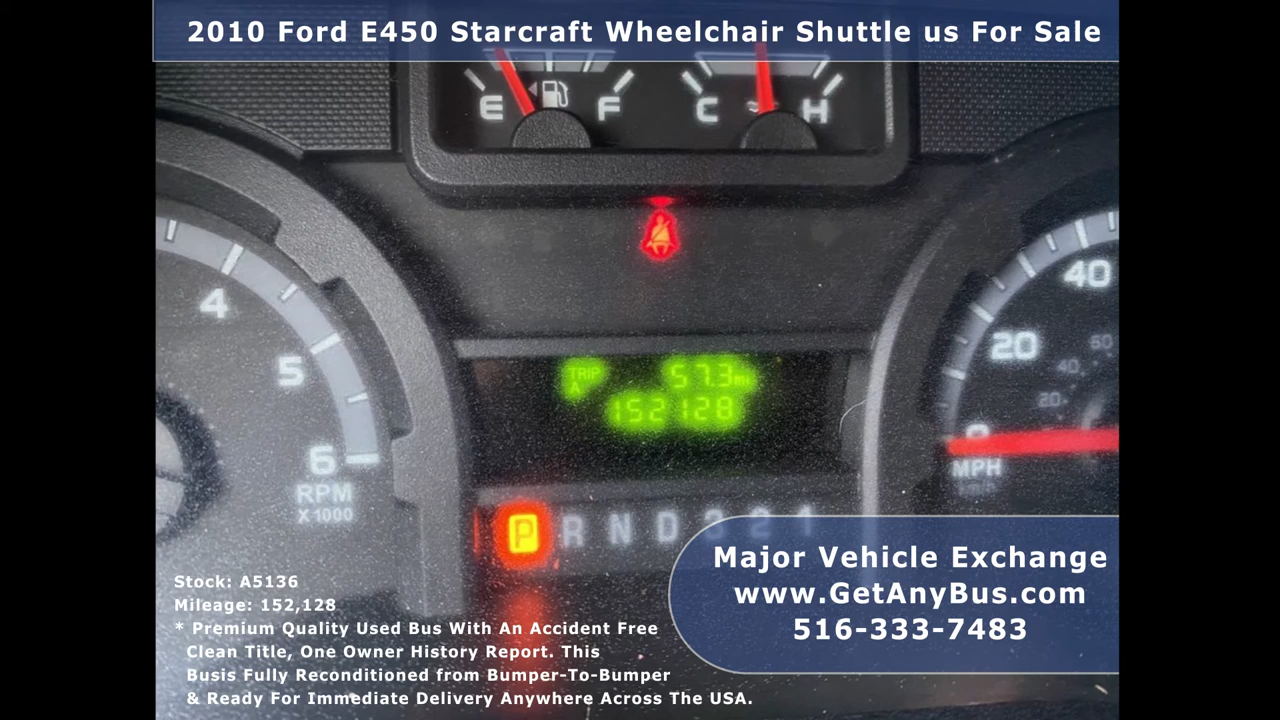 2010 Ford E450 Starcraft Wheelchair Shuttle us For Sale
E F C H
4
5
6
RPM
X1000
TRIP A 57.3 mi
152128
40
20
60
40
20
0
MPH
P R N D 3 2 1
Stock: A5136
Mileage: 152,128
* Premium Quality Used Bus With An Accident Free
Clean Title, One Owner History Report. This
Busis Fully Reconditioned from Bumper-To-Bumper
& Ready For Immediate Delivery Anywhere Across The USA.
Major Vehicle Exchange
www.GetAnyBus.com
516-333-7483